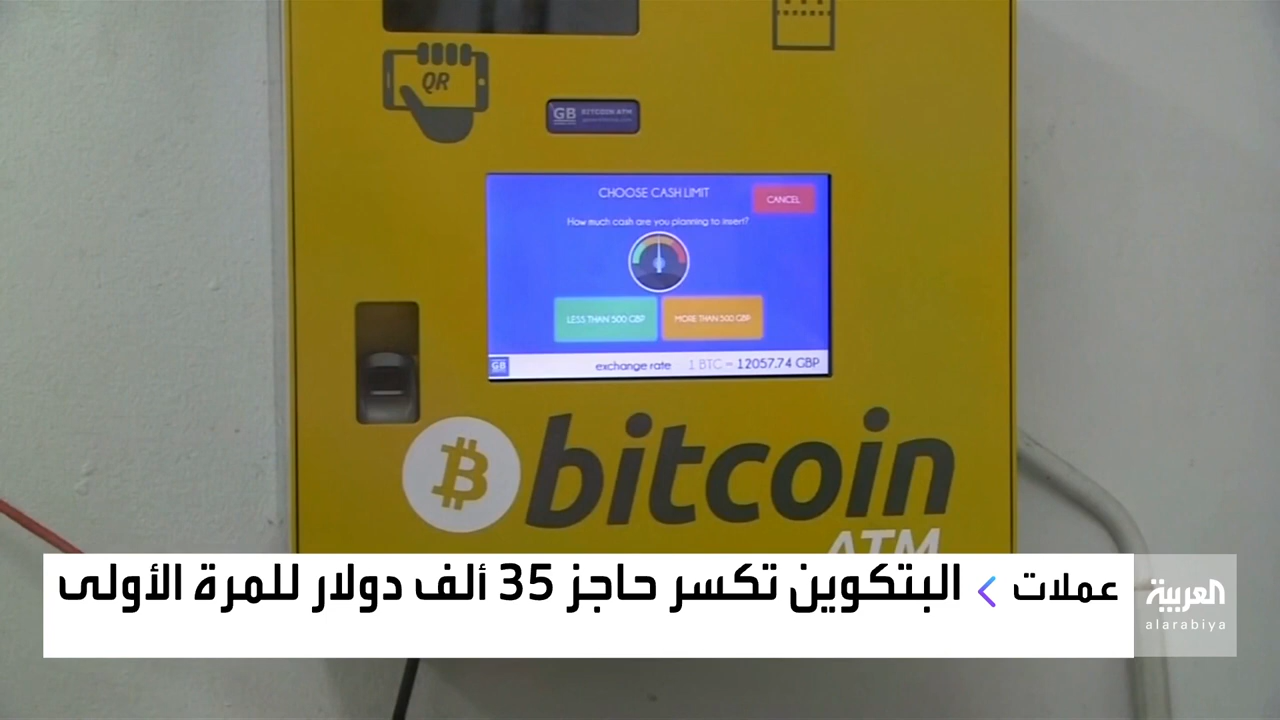 QR
GB BITCOIN ATM
CHOOSE CASH LIMIT
CANCEL
How much cash are you planning to insert?
LESS THAN 500 GBP
MORE THAN 500 GBP
GB
exchange rate 1 BTC = 12057.74 GBP
bitcoin
ATM
عملات
البتكوين تكسر حاجز 35 ألف دولار للمرة الأولى
العربية
alarabiya